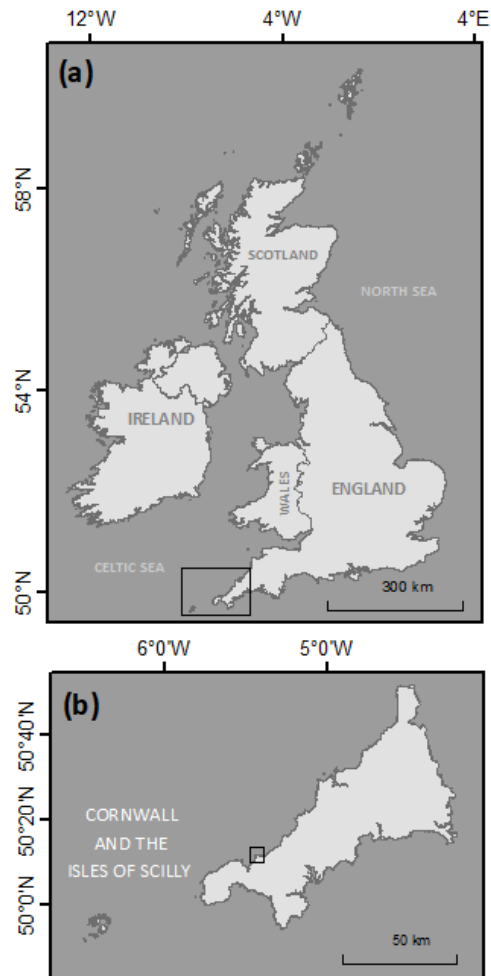 12°W 4°W 4°E
(a)
58°N
SCOTLAND
NORTH SEA
54°N
IRELAND
WALES
ENGLAND
CELTIC SEA
50°N
300 km
6°0'W 5°0'W
(b)
50°40'N
50°20'N
CORNWALL
AND THE
ISLES OF SCILLY
50°0'N
50 km